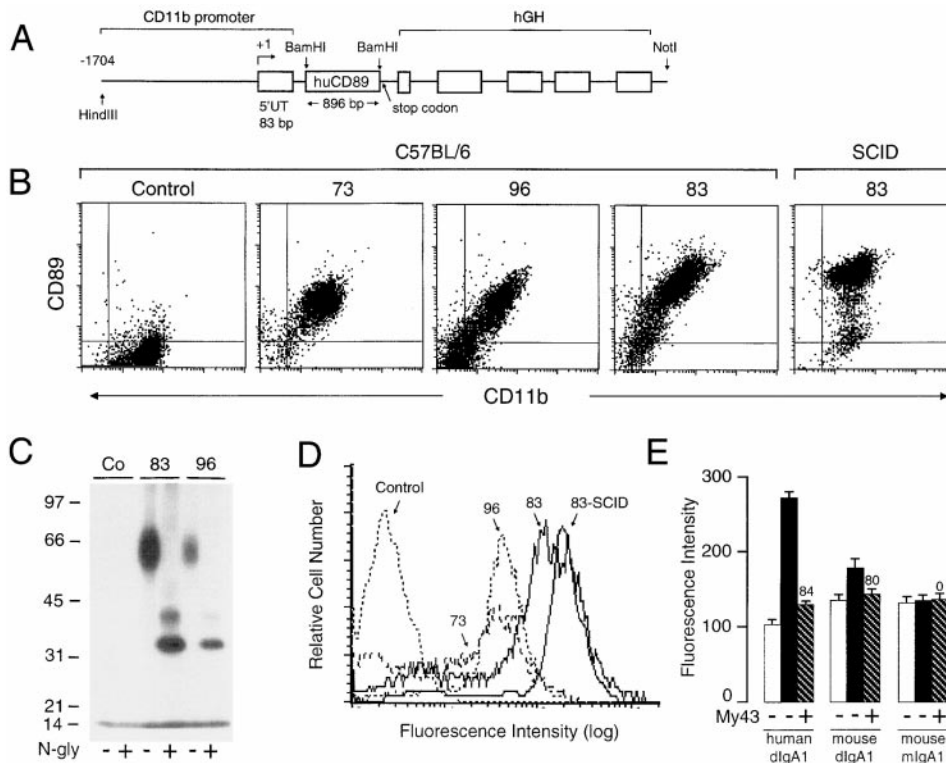 A
CD11b promoter
hGH
-1704
+1
BamHI
BamHI
NotI
huCD89
HindIII
5'UT
83 bp
896 bp
stop codon
B
C57BL/6
SCID
Control
73
96
83
83
CD89
CD11b
C
Co 83 96
97
66
45
31
21
14
N-gly - + - + - +
D
Control
96
83
83-SCID
73
Relative Cell Number
Fluorescence Intensity (log)
E
Fluorescence Intensity
300
200
100
0
84
80
0
My43 - - + - - + - - +
human dIgA1
mouse dIgA1
mouse mIgA1